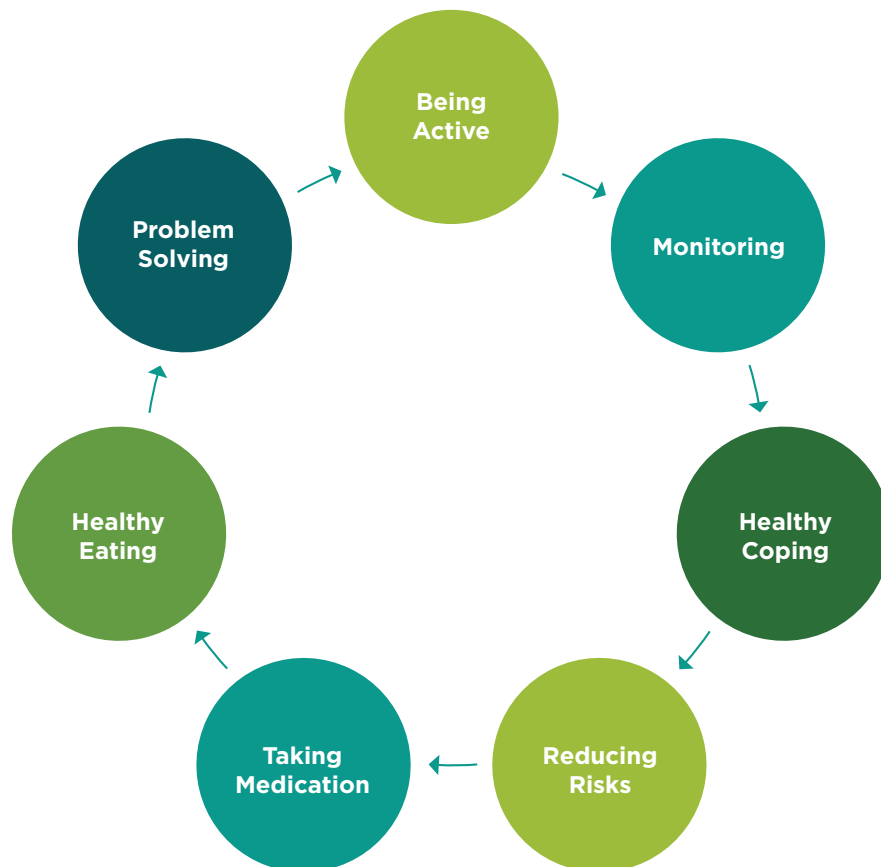 Being
Active
Monitoring
Healthy
Coping
Reducing
Risks
Taking
Medication
Healthy
Eating
Problem
Solving